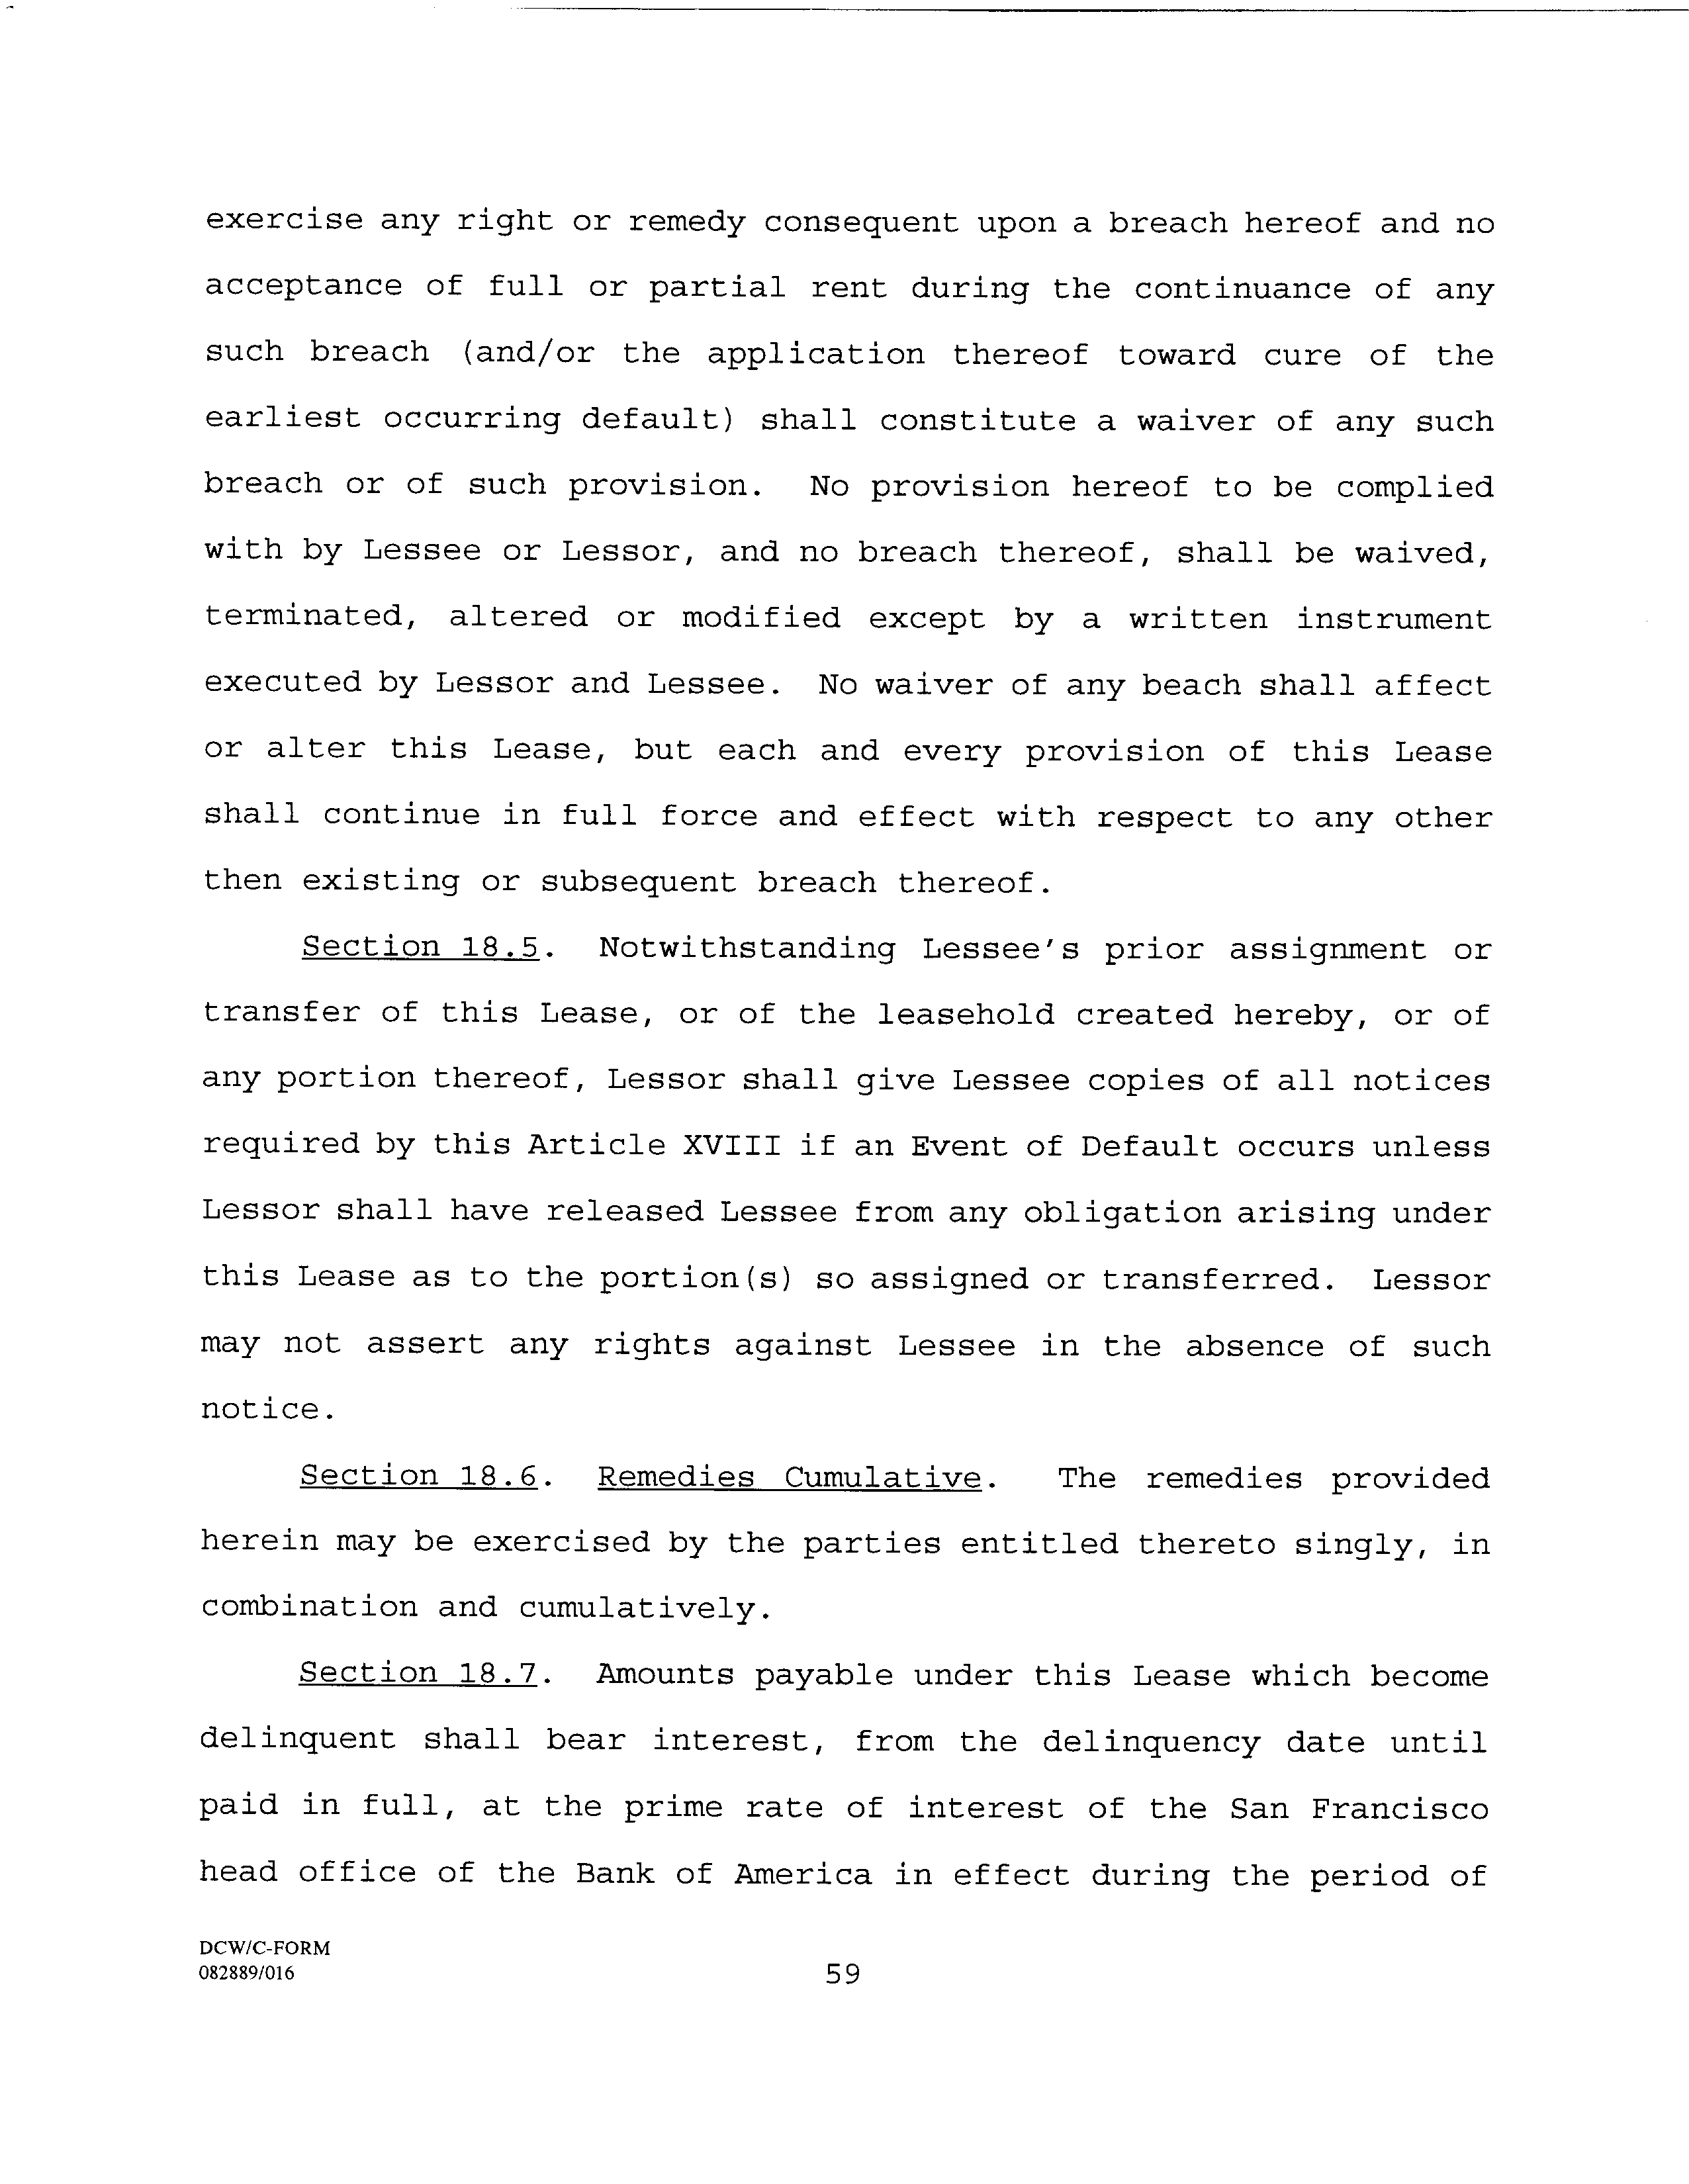 exercise any right or remedy consequent upon a breach hereof and no
acceptance of full or partial rent during the continuance of any
such breach (and/or the application thereof toward cure of the
earliest occurring default) shall constitute a waiver of any such
breach or of such provision. No provision hereof to be complied
with by Lessee or Lessor, and no breach thereof, shall be waived,
terminated, altered or modified except by a written instrument
executed by Lessor and Lessee. No waiver of any beach shall affect
or alter this Lease, but each and every provision of this Lease
shall continue in full force and effect with respect to any other
then existing or subsequent breach thereof.
Section 18.5. Notwithstanding Lessee's prior assignment or
transfer of this Lease, or of the leasehold created hereby, or of
any portion thereof, Lessor shall give Lessee copies of all notices
required by this Article XVIII if an Event of Default occurs unless
Lessor shall have released Lessee from any obligation arising under
this Lease as to the portion(s) so assigned or transferred. Lessor
may not assert any rights against Lessee in the absence of such
notice.
Section 18.6. Remedies Cumulative. The remedies provided
herein may be exercised by the parties entitled thereto singly, in
combination and cumulatively.
Section 18.7. Amounts payable under this Lease which become
delinquent shall bear interest, from the delinquency date until
paid in full, at the prime rate of interest of the San Francisco
head office of the Bank of America in effect during the period of
DCW/C-FORM
082889/016
59